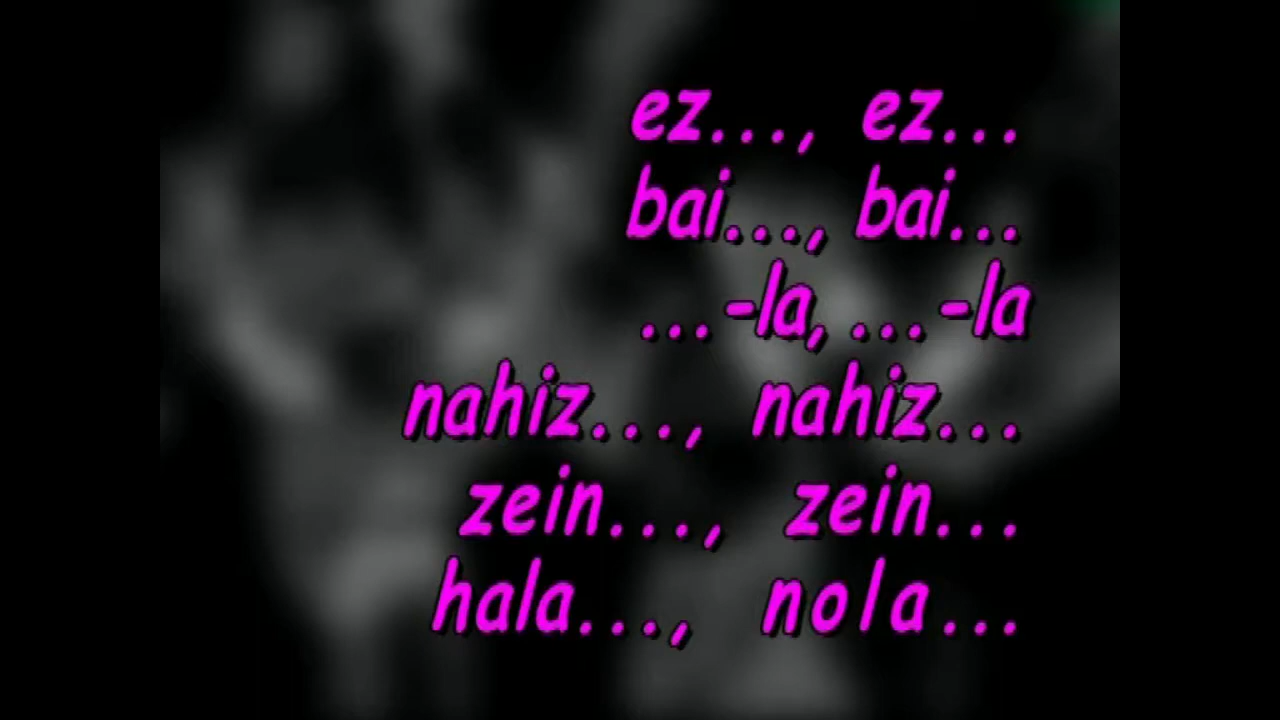 ez..., ez...
bai..., bai...
...-la, ...-la
nahiz..., nahiz...
zein..., zein...
hala..., nola...